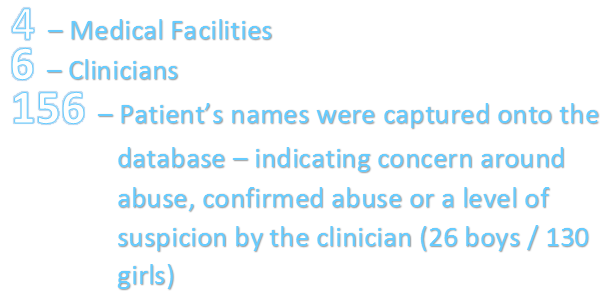 4 – Medical Facilities
6 – Clinicians
156 – Patient’s names were captured onto the
database – indicating concern around
abuse, confirmed abuse or a level of
suspicion by the clinician (26 boys / 130
girls)